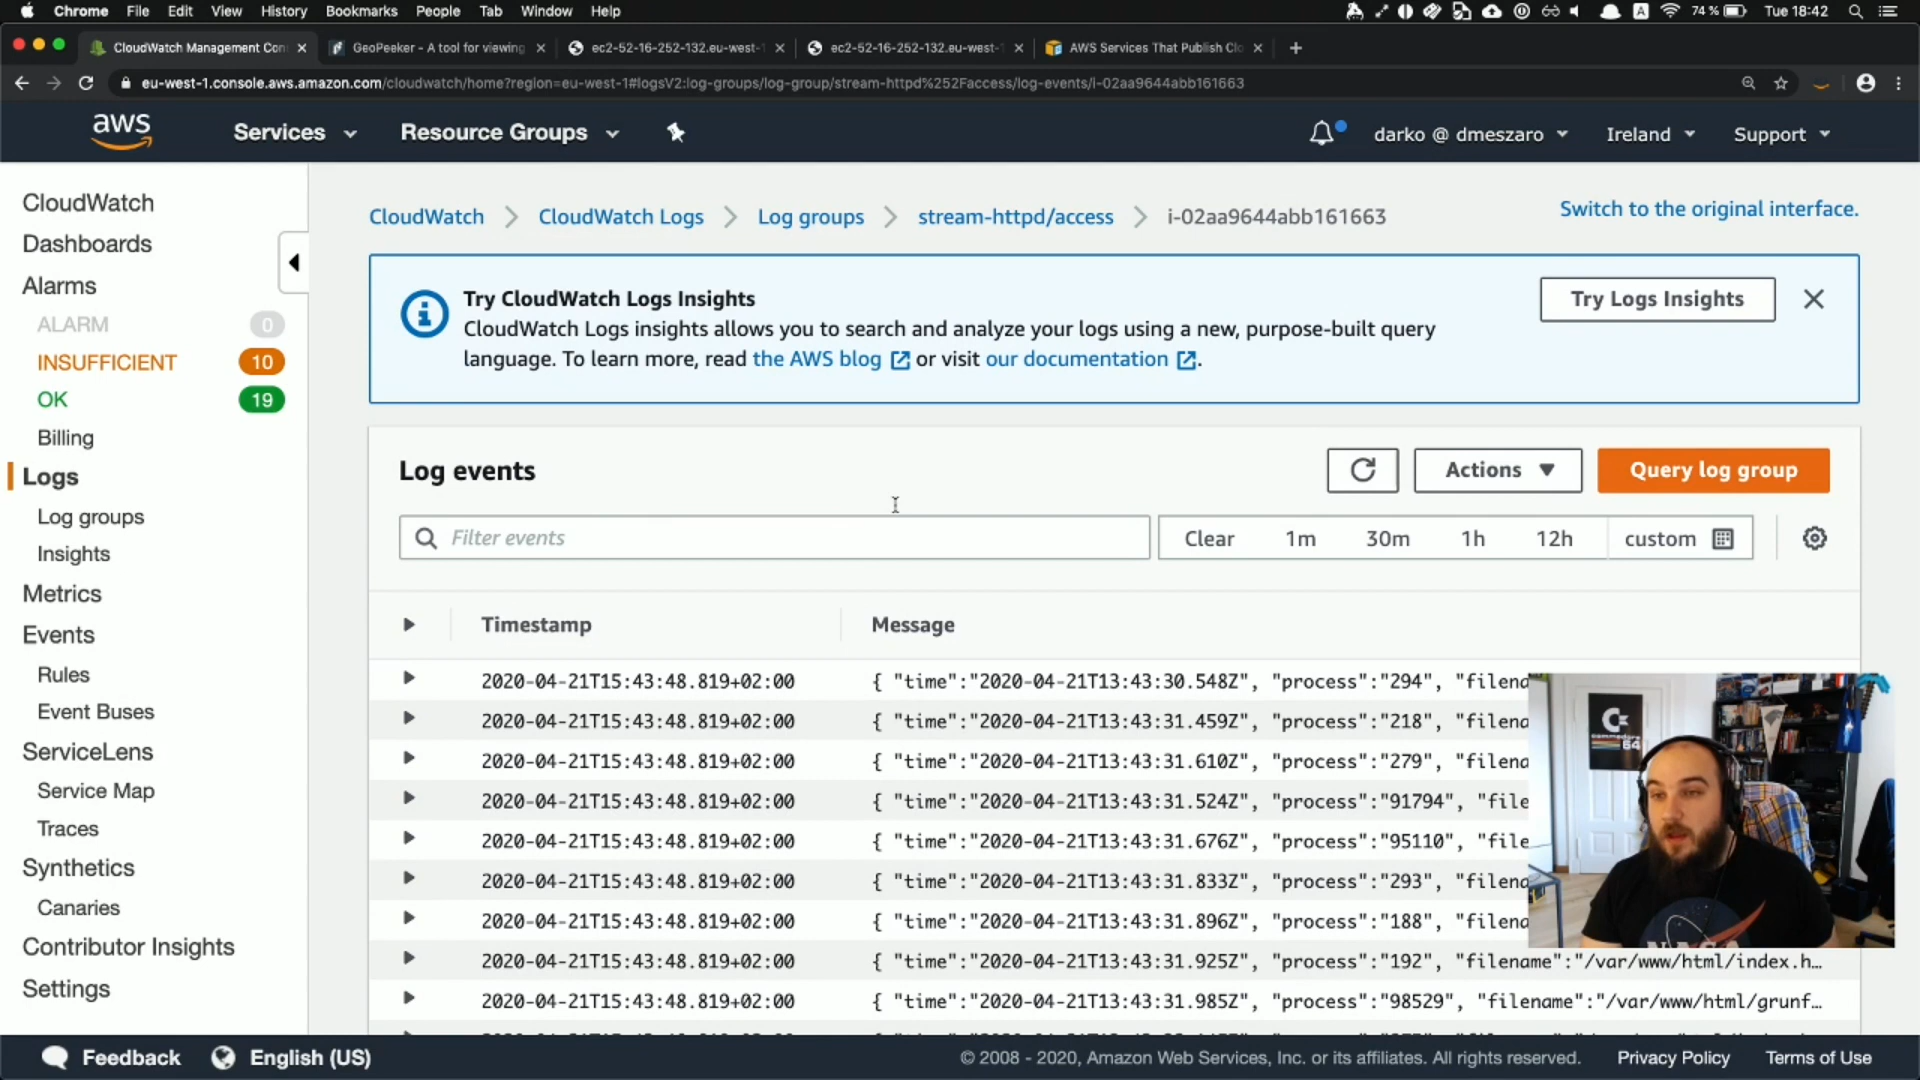 Chrome File Edit View History Bookmarks People Tab Window Help 74% Tue 18:42
CloudWatch Management Con GeoPeeker - A tool for viewing ec2-52-16-252-132.eu-west- ec2-52-16-252-132.eu-west- AWS Services That Publish Clo
eu-west-1.console.aws.amazon.com/cloudwatch/home?region=eu-west-1#logsV2:log-groups/log-group/stream-httpd%252Faccess/log-events/i-02aa9644abb161663
aws Services Resource Groups darko @ dmeszaro Ireland Support
CloudWatch
Dashboards
Alarms
ALARM 0
INSUFFICIENT 10
OK 19
Billing
Logs
Log groups
Insights
Metrics
Events
Rules
Event Buses
ServiceLens
Service Map
Traces
Synthetics
Canaries
Contributor Insights
Settings
CloudWatch CloudWatch Logs Log groups stream-httpd/access i-02aa9644abb161663
Switch to the original interface.
Try CloudWatch Logs Insights
CloudWatch Logs insights allows you to search and analyze your logs using a new, purpose-built query
language. To learn more, read the AWS blog or visit our documentation.
Try Logs Insights
Log events
Actions Query log group
Filter events Clear 1m 30m 1h 12h custom
Timestamp Message
2020-04-21T15:43:48.819+02:00 { "time":"2020-04-21T13:43:30.548Z", "process":"294", "filena
2020-04-21T15:43:48.819+02:00 { "time":"2020-04-21T13:43:31.459Z", "process":"218", "filena
2020-04-21T15:43:48.819+02:00 { "time":"2020-04-21T13:43:31.610Z", "process":"279", "filena
2020-04-21T15:43:48.819+02:00 { "time":"2020-04-21T13:43:31.524Z", "process":"91794", "file
2020-04-21T15:43:48.819+02:00 { "time":"2020-04-21T13:43:31.676Z", "process":"95110", "file
2020-04-21T15:43:48.819+02:00 { "time":"2020-04-21T13:43:31.833Z", "process":"293", "filena
2020-04-21T15:43:48.819+02:00 { "time":"2020-04-21T13:43:31.896Z", "process":"188", "filena
2020-04-21T15:43:48.819+02:00 { "time":"2020-04-21T13:43:31.925Z", "process":"192", "filename":"/var/www/html/index.h…
2020-04-21T15:43:48.819+02:00 { "time":"2020-04-21T13:43:31.985Z", "process":"98529", "filename":"/var/www/html/grunf…
commodore
64
NASA
Feedback English (US) © 2008 - 2020, Amazon Web Services, Inc. or its affiliates. All rights reserved. Privacy Policy Terms of Use